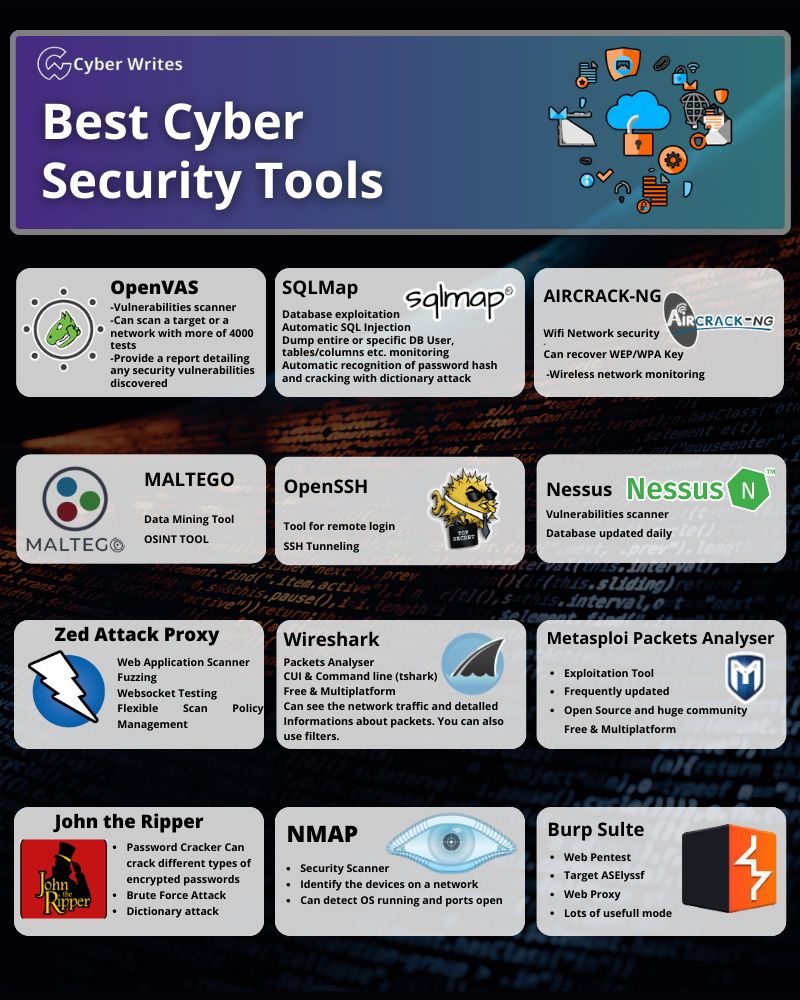 Cyber Writes
Best Cyber
Security Tools
OpenVAS
-Vulnerabilities scanner
-Can scan a target or a
network with more of 4000
tests
-Provide a report detailing
any security vulnerabilities
discovered
SQLMap
sqlmap®
Database exploitation
Automatic SQL Injection
Dump entire or specific DB User,
tables/columns etc. monitoring
Automatic recognition of password hash
and cracking with dictionary attack
AIRCRACK-NG
AIRCRACK-NG
Wifi Network security
-
Can recover WEP/WPA Key
-Wireless network monitoring
MALTEGO
MALTEGO
Data Mining Tool
OSINT TOOL
OpenSSH
Tool for remote login
SSH Tunneling
TOP
SECRET
Nessus
Nessus N ™
Vulnerabilities scanner
Database updated daily
Zed Attack Proxy
Web Application Scanner
Fuzzing
Websocket Testing
Flexible Scan Policy
Management
Wireshark
Packets Analyser
CUI & Command line (tshark)
Free & Multiplatform
Can see the network traffic and detailed
Informations about packets. You can also
use filters.
Metasploi Packets Analyser
• Exploitation Tool
• Frequently updated
• Open Source and huge community
Free & Multiplatform
John the Ripper
John
the
Ripper
• Password Cracker Can
crack different types of
encrypted passwords
• Brute Force Attack
• Dictionary attack
NMAP
• Security Scanner
• Identify the devices on a network
• Can detect OS running and ports open
Burp Sulte
• Web Pentest
• Target ASElyssf
• Web Proxy
• Lots of usefull mode